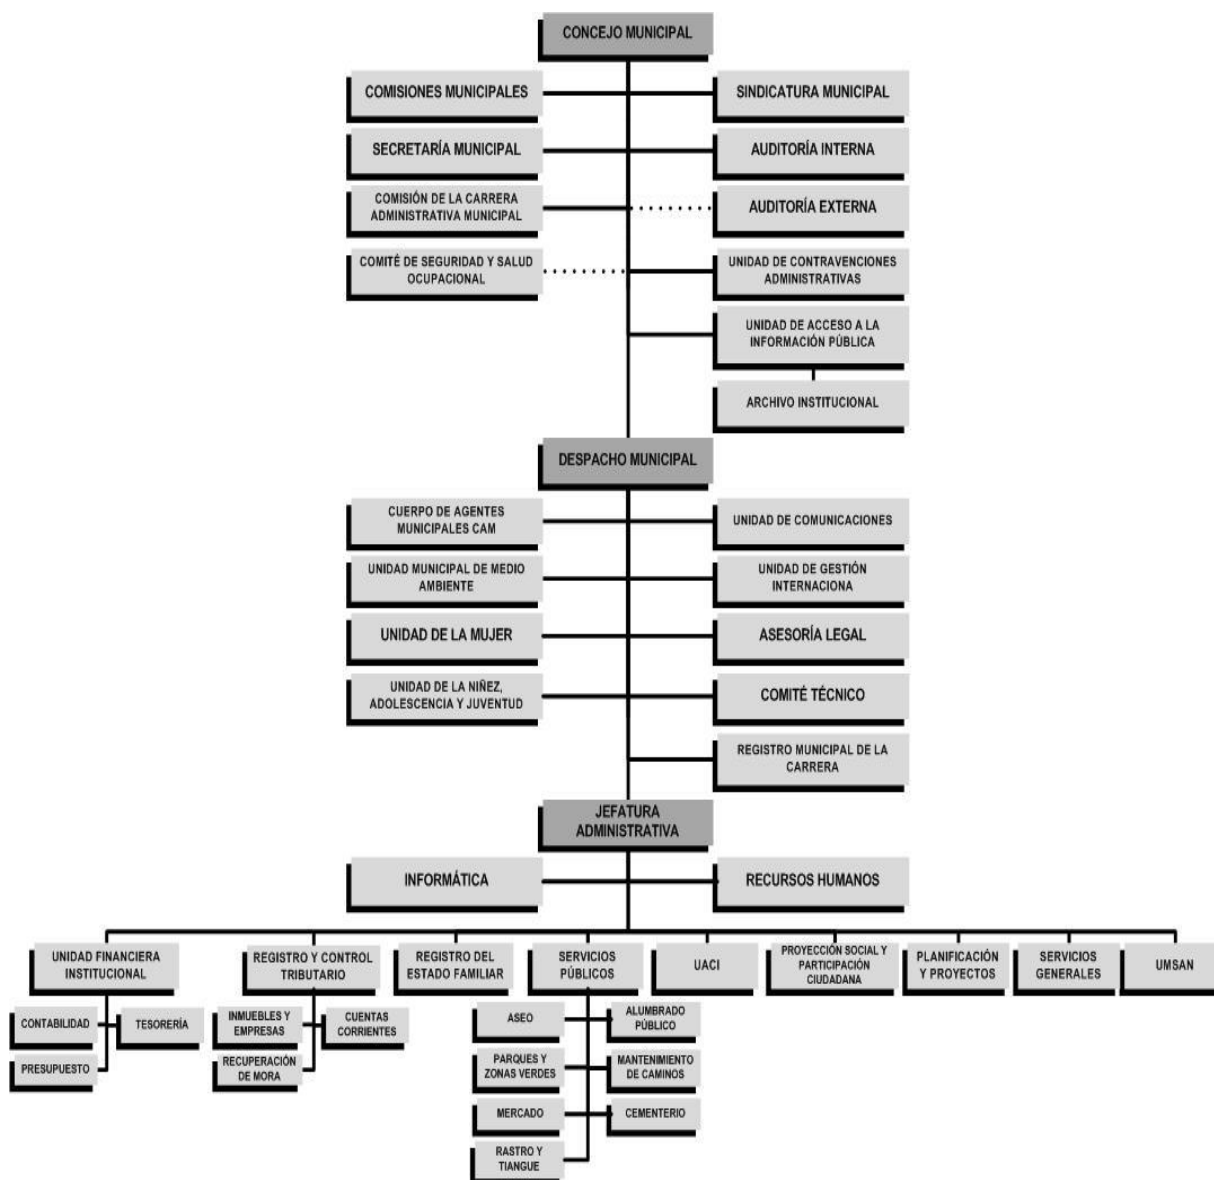 CONCEJO MUNICIPAL
COMISIONES MUNICIPALES
SINDICATURA MUNICIPAL
SECRETARÍA MUNICIPAL
AUDITORÍA INTERNA
COMISIÓN DE LA CARRERA
ADMINISTRATIVA MUNICIPAL
AUDITORÍA EXTERNA
COMITÉ DE SEGURIDAD Y SALUD
OCUPACIONAL
UNIDAD DE CONTRAVENCIONES
ADMINISTRATIVAS
UNIDAD DE ACCESO A LA
INFORMACIÓN PÚBLICA
ARCHIVO INSTITUCIONAL
DESPACHO MUNICIPAL
CUERPO DE AGENTES
MUNICIPALES CAM
UNIDAD DE COMUNICACIONES
UNIDAD MUNICIPAL DE MEDIO
AMBIENTE
UNIDAD DE GESTIÓN
INTERNACIONA
UNIDAD DE LA MUJER
ASESORÍA LEGAL
UNIDAD DE LA NIÑEZ,
ADOLESCENCIA Y JUVENTUD
COMITÉ TÉCNICO
REGISTRO MUNICIPAL DE LA
CARRERA
JEFATURA
ADMINISTRATIVA
INFORMÁTICA
RECURSOS HUMANOS
UNIDAD FINANCIERA
INSTITUCIONAL
REGISTRO Y CONTROL
TRIBUTARIO
REGISTRO DEL
ESTADO FAMILIAR
SERVICIOS
PÚBLICOS
UACI
PROYECCIÓN SOCIAL Y
PARTICIPACIÓN
CIUDADANA
PLANIFICACIÓN
Y PROYECTOS
SERVICIOS
GENERALES
UMSAN
CONTABILIDAD
TESORERÍA
PRESUPUESTO
INMUEBLES Y
EMPRESAS
CUENTAS
CORRIENTES
RECUPERACIÓN
DE MORA
ASEO
ALUMBRADO
PÚBLICO
PARQUES Y
ZONAS VERDES
MANTENIMIENTO
DE CAMINOS
MERCADO
CEMENTERIO
RASTRO Y
TIANGUE